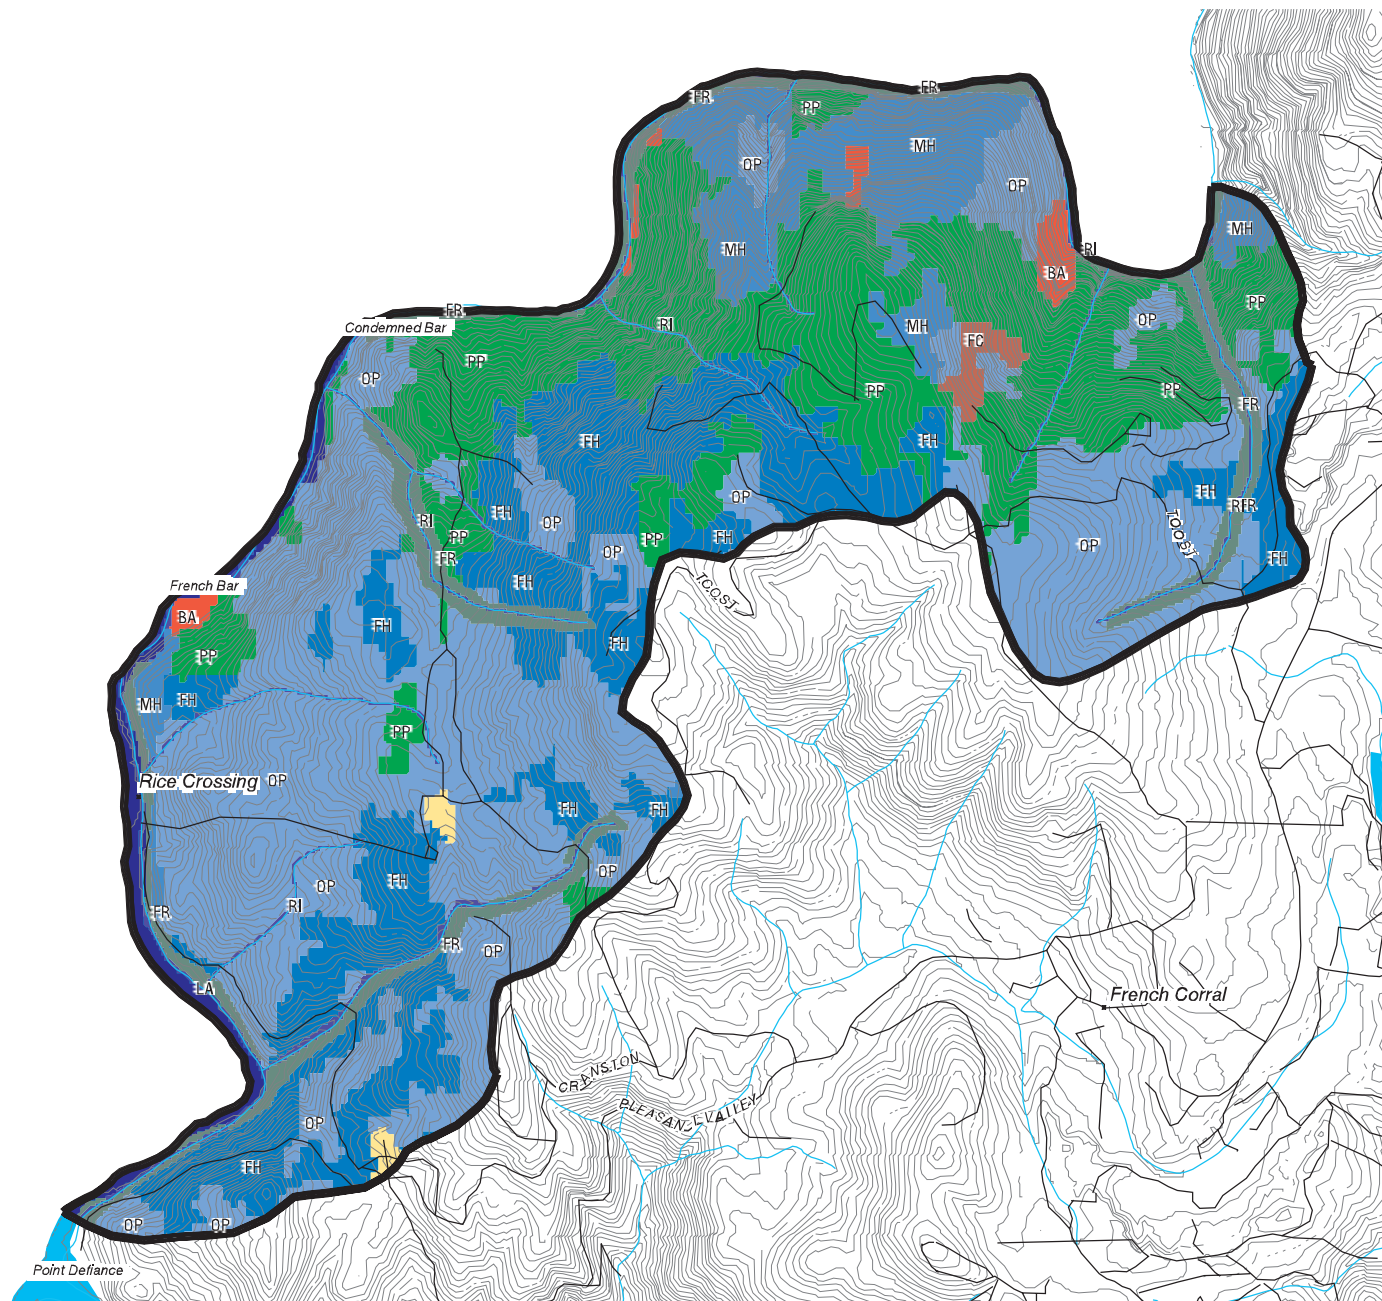 FR
FR
PP
MH
OP
OP
MH
RI
MH
BA
PP
FR
OP
RI
Condemned Bar
MH
FC
PP
OP
PP
PP
FR
FH
FH
FH
OP
RFR
FH
RI
OP
TOOST
PP
PP
FH
OP
OP
FR
FH
FH
ICOST
French Bar
BA
FH
FH
PP
MH
FH
PP
Rice Crossing
OP
FH
FH
OP
FH
OP
RI
FR
FR
OP
LA
French Corral
CRANSTON
PLEASANT VALLEY
OP
FH
OP
OP
Point Defiance